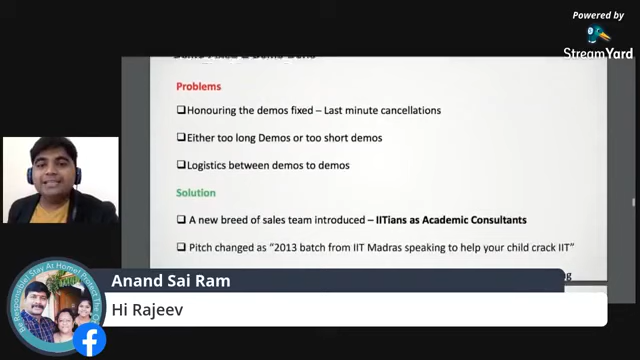 Powered by
StreamYard
Problems
Honouring the demos fixed – Last minute cancellations
Either too long Demos or too short demos
Logistics between demos to demos
Solution
A new breed of sales team introduced – IITians as Academic Consultants
Pitch changed as “2013 batch from IIT Madras speaking to help your child crack IIT”
Anand Sai Ram
Hi Rajeev